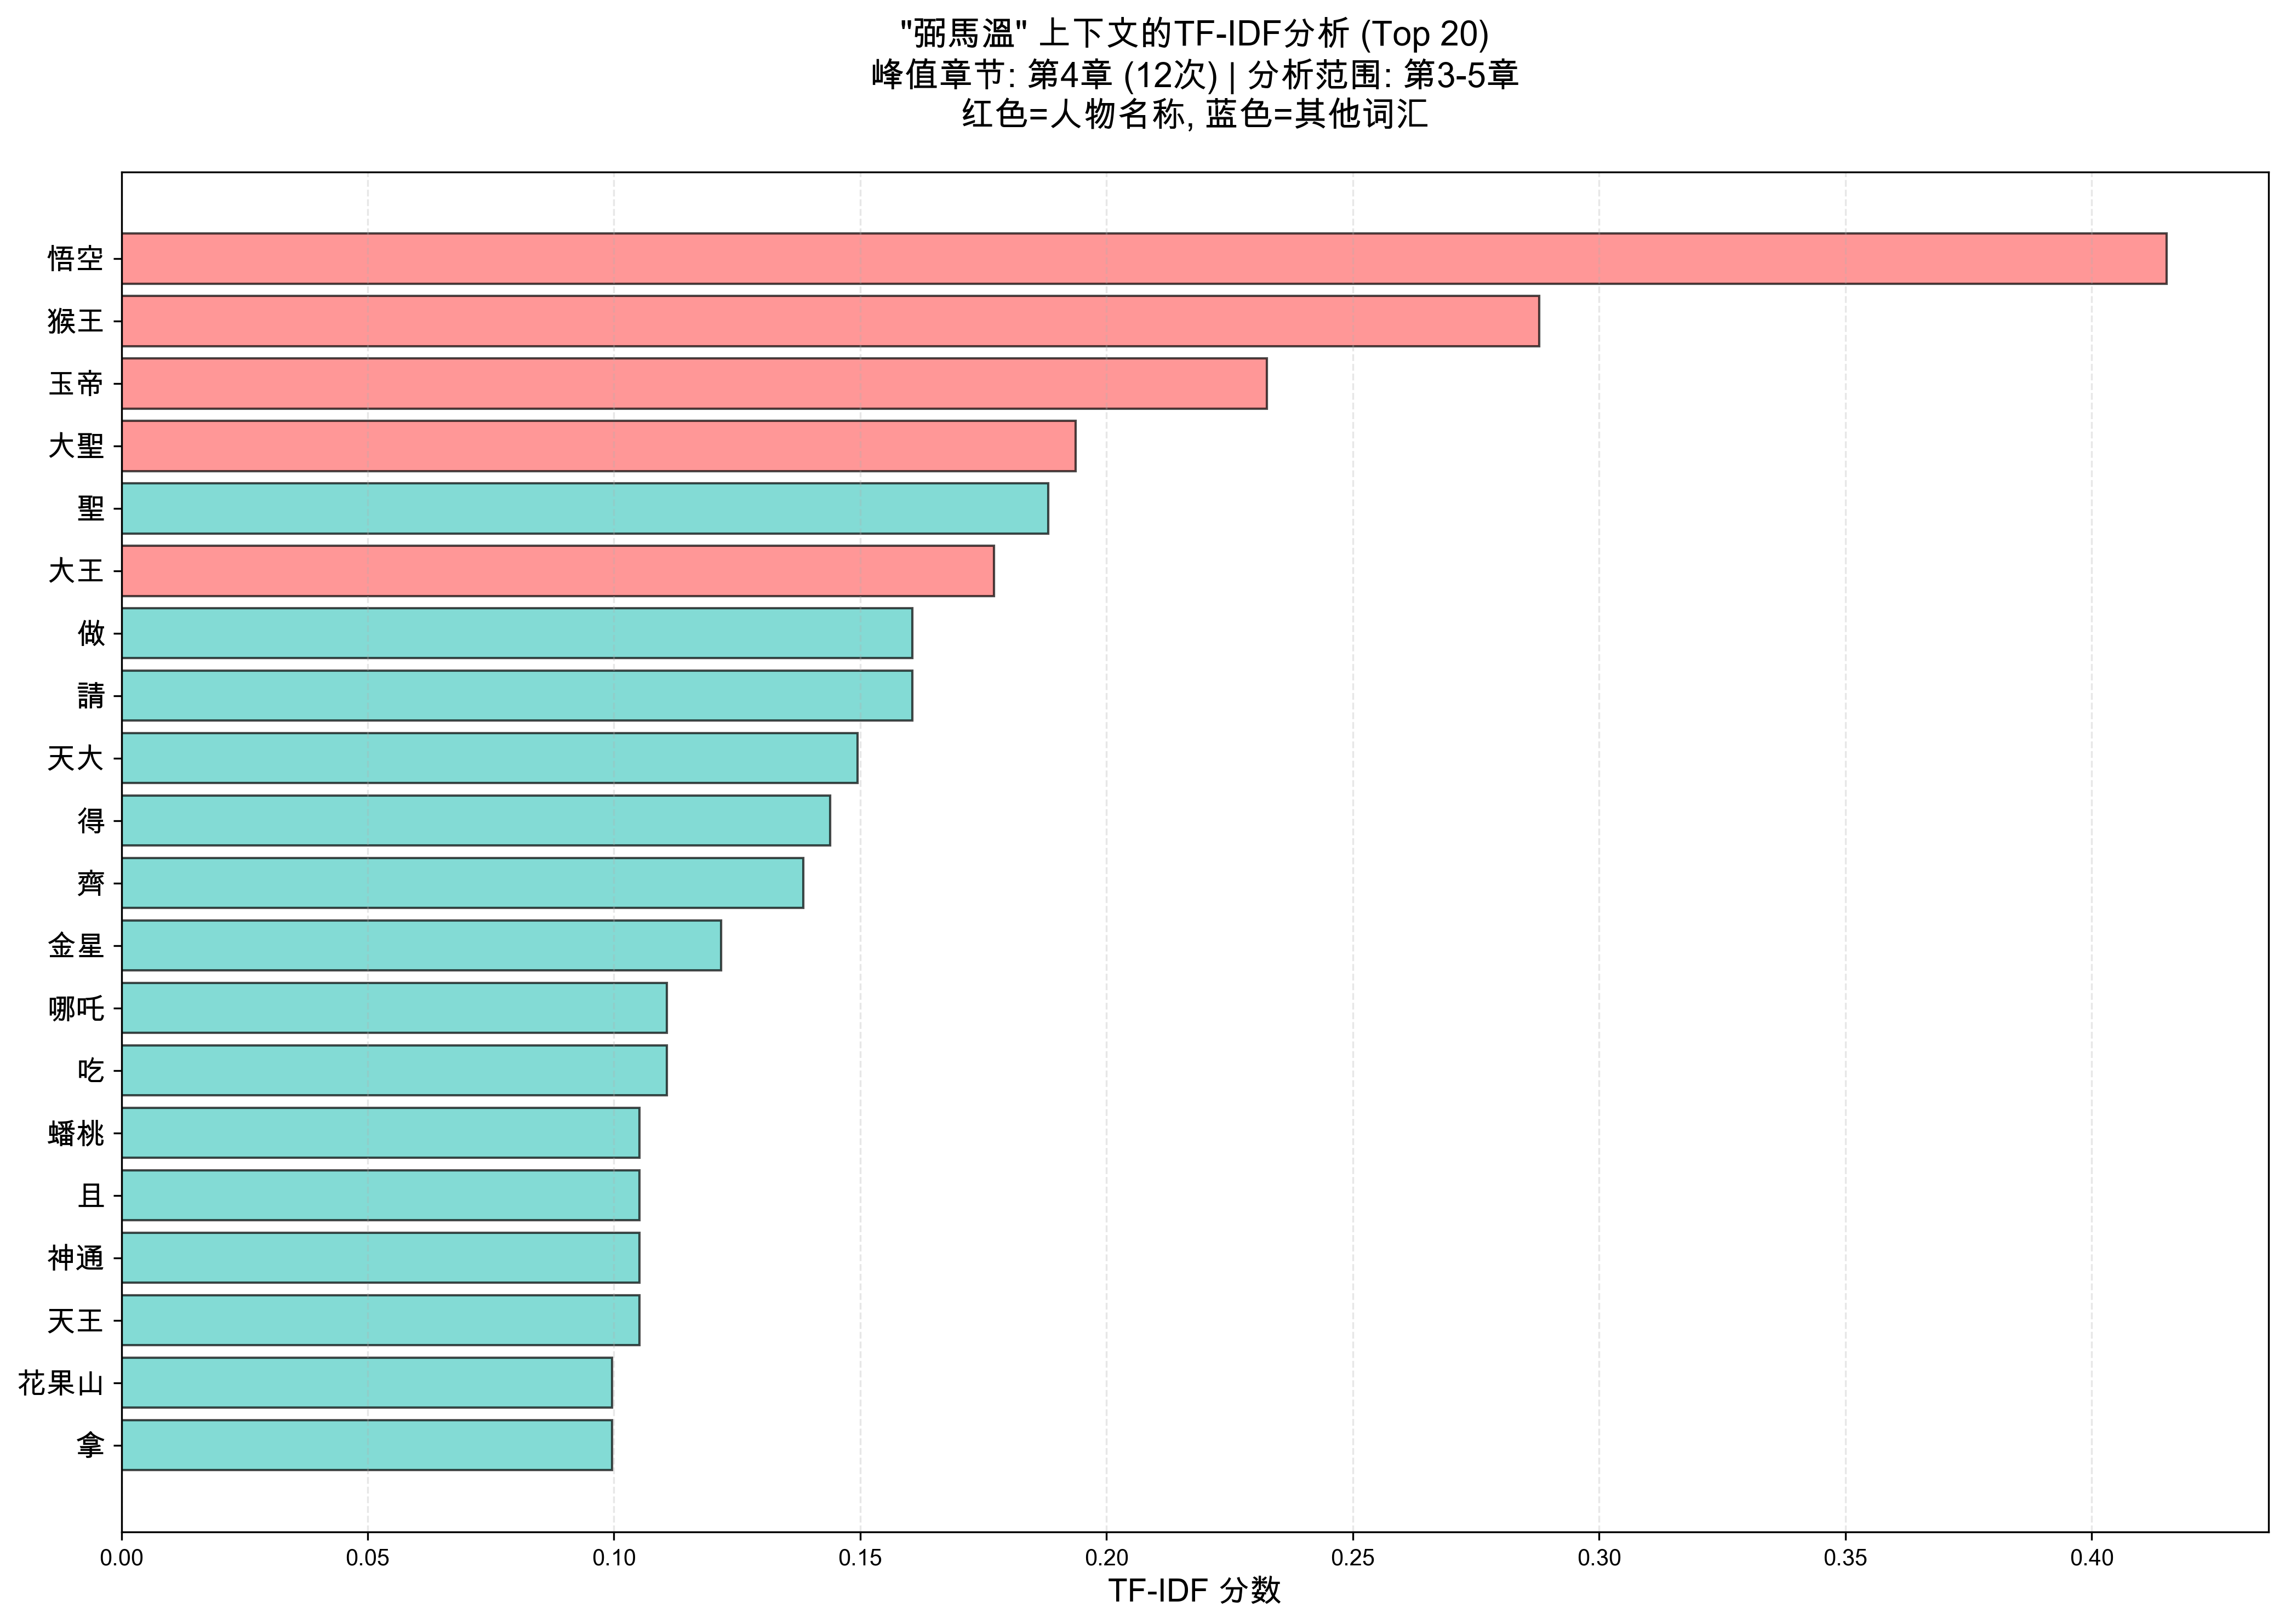 "弼馬溫" 上下文的TF-IDF分析 (Top 20)
峰值章节: 第4章 (12次) | 分析范围: 第3-5章
红色=人物名称, 蓝色=其他词汇
悟空
猴王
玉帝
大聖
聖
大王
做
請
天大
得
齊
金星
哪吒
吃
蟠桃
且
神通
天王
花果山
拿
0.00 0.05 0.10 0.15 0.20 0.25 0.30 0.35 0.40
TF-IDF 分数